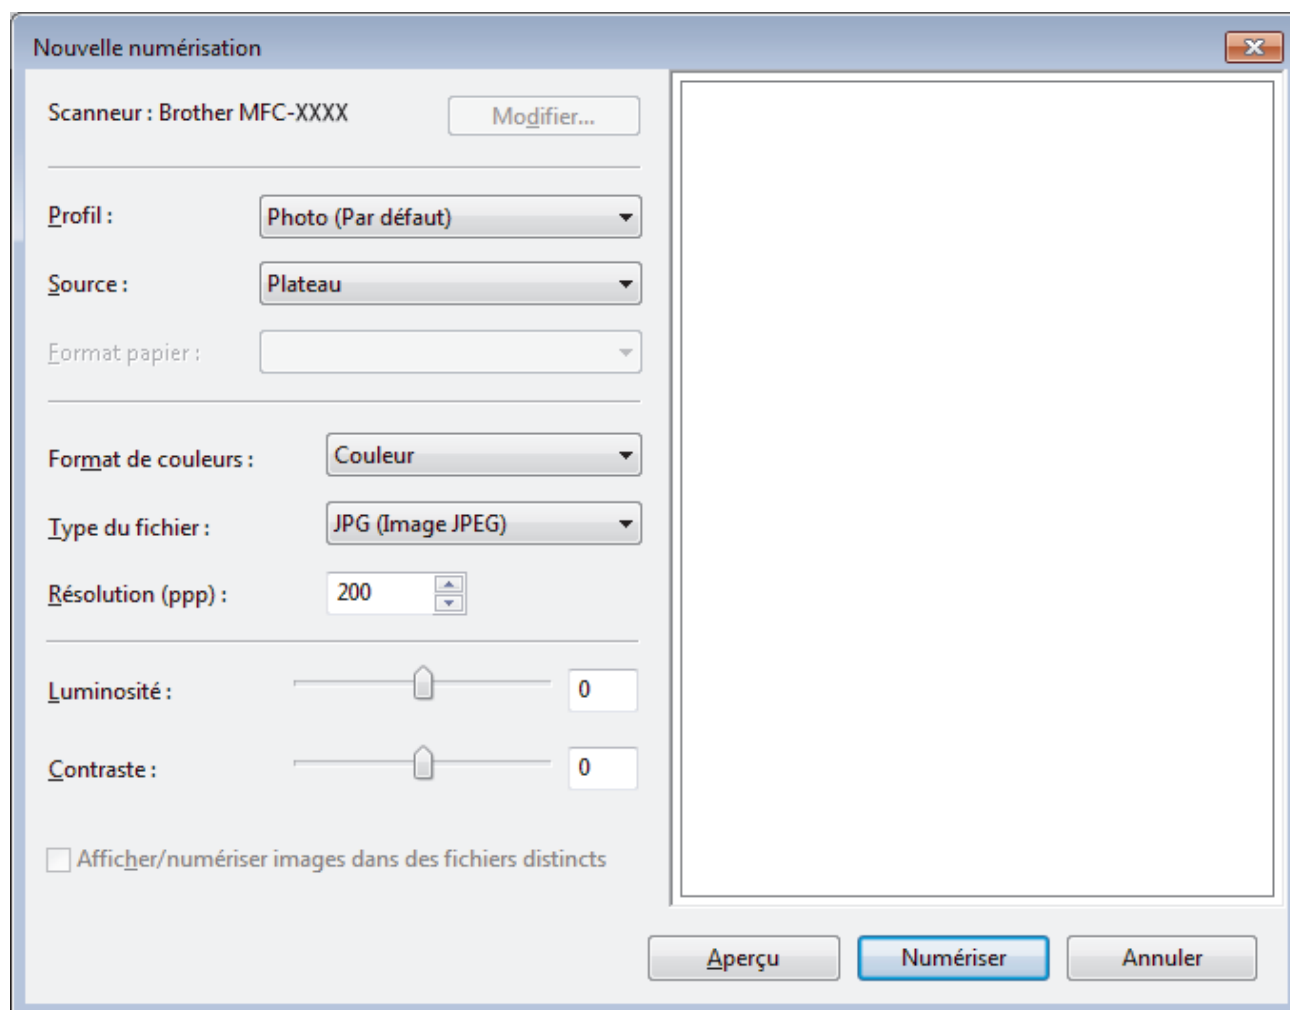 Nouvelle numérisation
Scanneur : Brother MFC-XXXX
Modifier...
Profil :
Photo (Par défaut)
Source :
Plateau
Format papier :
Format de couleurs :
Couleur
Type du fichier :
JPG (Image JPEG)
Résolution (ppp) :
200
Luminosité :
0
Contraste :
0
Afficher/numériser images dans des fichiers distincts
Aperçu
Numériser
Annuler